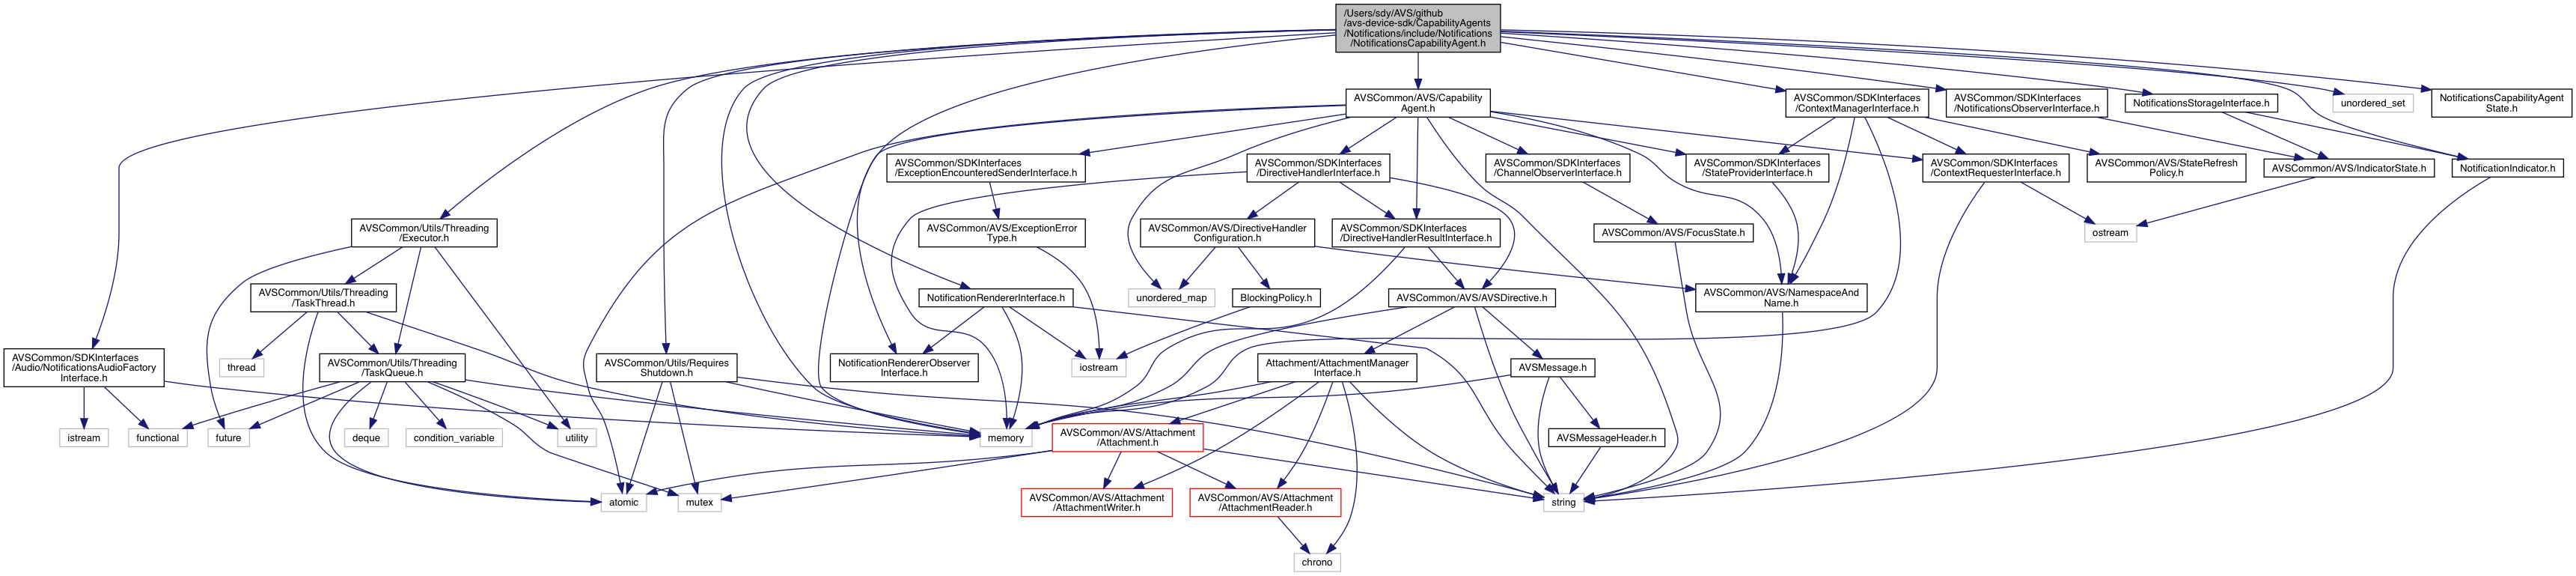 /Users/sdy/AVS/github
/avs-device-sdk/CapabilityAgents
/Notifications/include/Notifications
/NotificationsCapabilityAgent.h
AVSCommon/AVS/Capability
Agent.h
AVSCommon/SDKInterfaces
/ContextManagerInterface.h
AVSCommon/SDKInterfaces
/NotificationsObserverInterface.h
NotificationsStorageInterface.h
unordered_set
NotificationsCapabilityAgent
State.h
AVSCommon/SDKInterfaces
/ExceptionEncounteredSenderInterface.h
AVSCommon/SDKInterfaces
/DirectiveHandlerInterface.h
AVSCommon/SDKInterfaces
/ChannelObserverInterface.h
AVSCommon/SDKInterfaces
/StateProviderInterface.h
AVSCommon/SDKInterfaces
/ContextRequesterInterface.h
AVSCommon/AVS/StateRefresh
Policy.h
AVSCommon/AVS/IndicatorState.h
NotificationIndicator.h
AVSCommon/Utils/Threading
/Executor.h
AVSCommon/AVS/ExceptionError
Type.h
AVSCommon/AVS/DirectiveHandler
Configuration.h
AVSCommon/SDKInterfaces
/DirectiveHandlerResultInterface.h
AVSCommon/AVS/FocusState.h
ostream
AVSCommon/Utils/Threading
/TaskThread.h
NotificationRendererInterface.h
unordered_map
BlockingPolicy.h
AVSCommon/AVS/AVSDirective.h
AVSCommon/AVS/NamespaceAnd
Name.h
AVSCommon/SDKInterfaces
/Audio/NotificationsAudioFactory
Interface.h
thread
AVSCommon/Utils/Threading
/TaskQueue.h
AVSCommon/Utils/Requires
Shutdown.h
NotificationRendererObserver
Interface.h
iostream
Attachment/AttachmentManager
Interface.h
AVSMessage.h
istream
functional
future
deque
condition_variable
utility
memory
AVSCommon/AVS/Attachment
/Attachment.h
AVSMessageHeader.h
atomic
mutex
AVSCommon/AVS/Attachment
/AttachmentWriter.h
AVSCommon/AVS/Attachment
/AttachmentReader.h
string
chrono